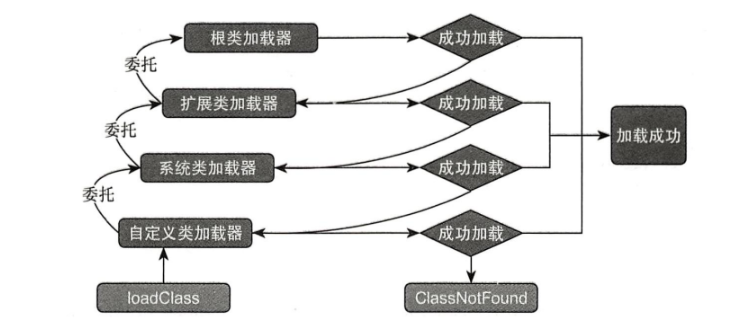 根类加载器
成功加载
委托
扩展类加载器
成功加载
委托
加载成功
系统类加载器
成功加载
委托
自定义类加载器
成功加载
loadClass
ClassNotFound